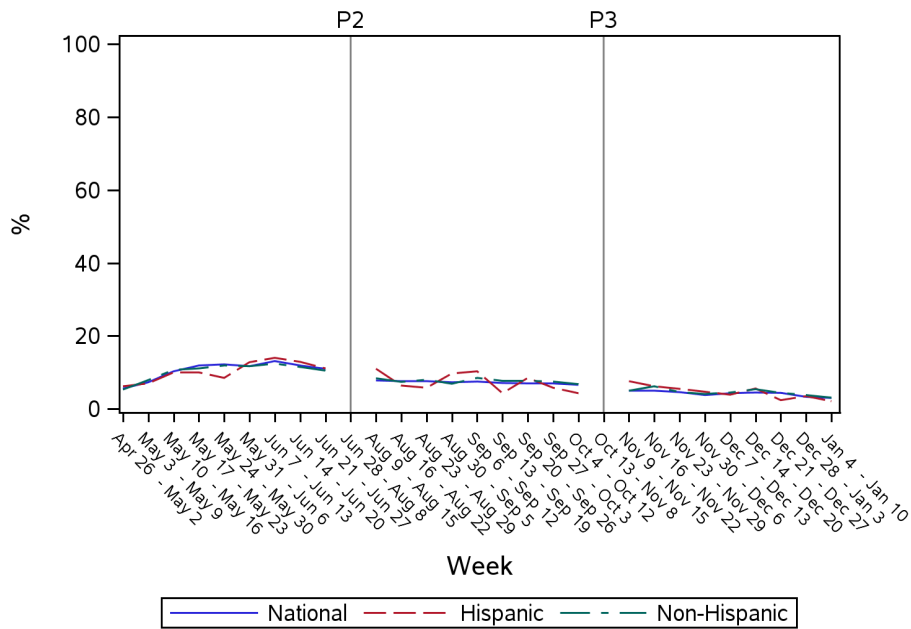 P2
P3
100
80
60
40
20
0
%
Apr 26 - May 2
May 3 - May 9
May 10 - May 16
May 17 - May 23
May 24 - May 30
May 31 - Jun 6
Jun 7 - Jun 13
Jun 14 - Jun 20
Jun 21 - Jun 27
Jun 28 - Aug 8
Aug 9 - Aug 15
Aug 16 - Aug 22
Aug 23 - Aug 29
Aug 30 - Sep 5
Sep 6 - Sep 12
Sep 13 - Sep 19
Sep 20 - Sep 26
Sep 27 - Oct 3
Oct 4 - Oct 12
Oct 13 - Nov 8
Nov 9 - Nov 15
Nov 16 - Nov 22
Nov 23 - Nov 29
Nov 30 - Dec 6
Dec 7 - Dec 13
Dec 14 - Dec 20
Dec 21 - Dec 27
Dec 28 - Jan 3
Jan 4 - Jan 10
Week
National
Hispanic
Non-Hispanic